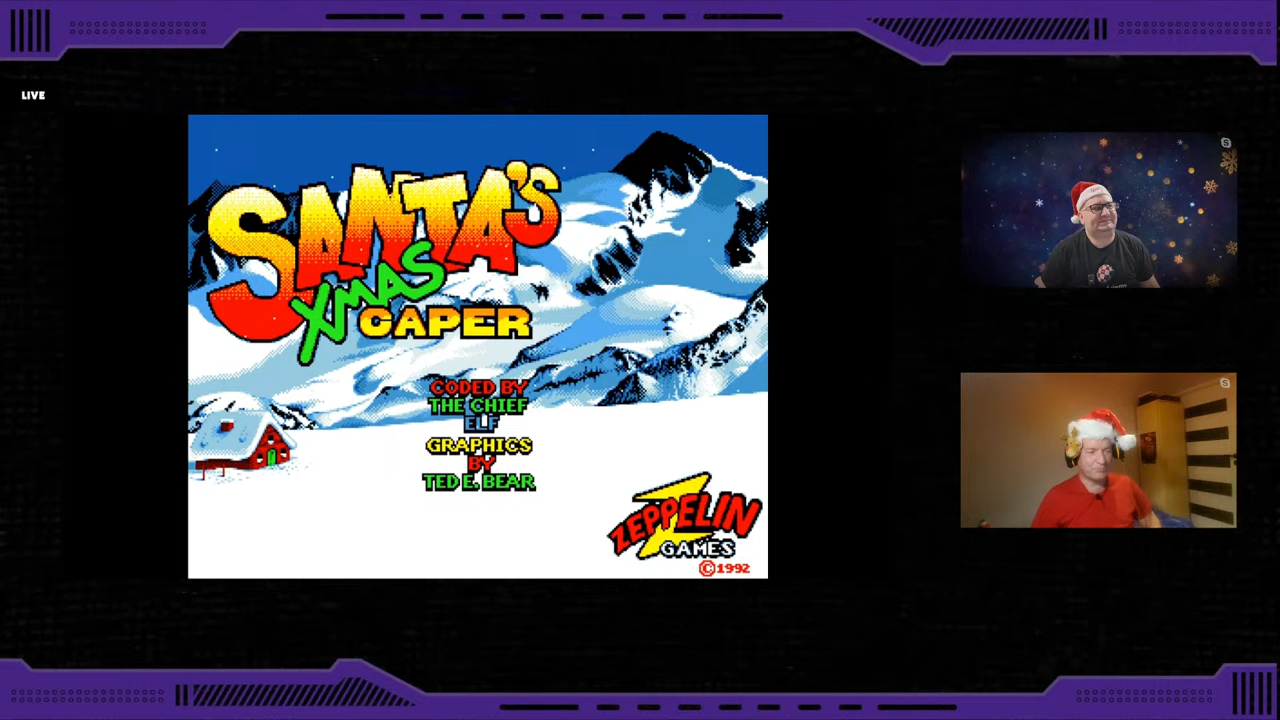 LIVE
SANTA'S
XMAS
CAPER
CODED BY
THE CHIEF
ELF
GRAPHICS
BY
TED E. BEAR
ZEPPELIN
GAMES
©1992